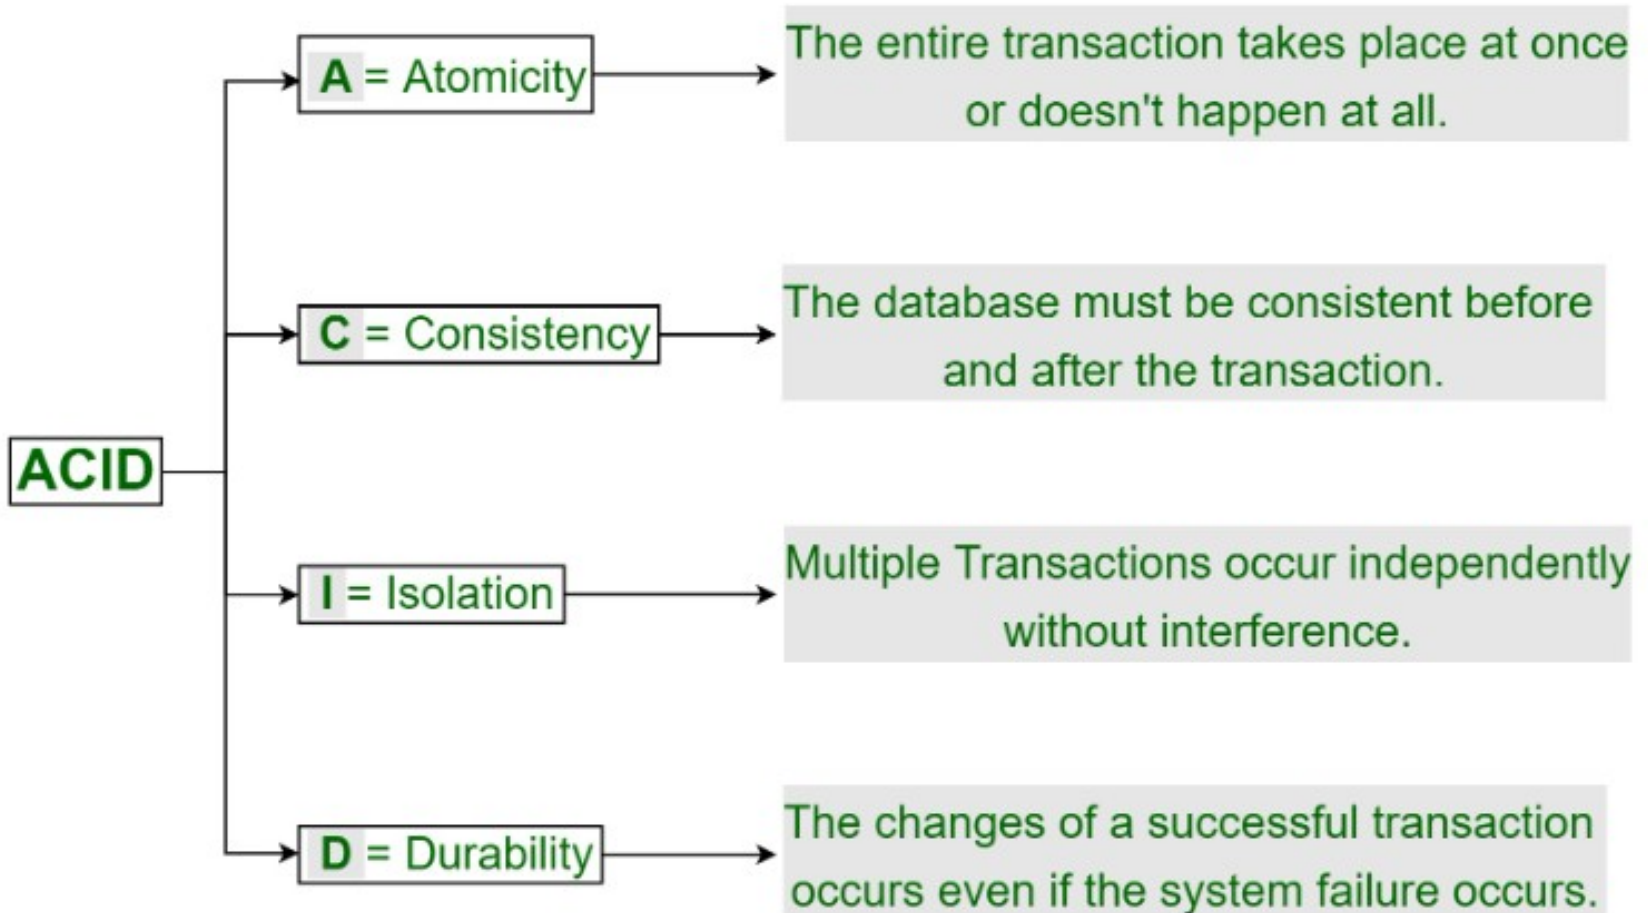 A = Atomicity
The entire transaction takes place at once
or doesn't happen at all.
C = Consistency
The database must be consistent before
and after the transaction.
ACID
I = Isolation
Multiple Transactions occur independently
without interference.
D = Durability
The changes of a successful transaction
occurs even if the system failure occurs.